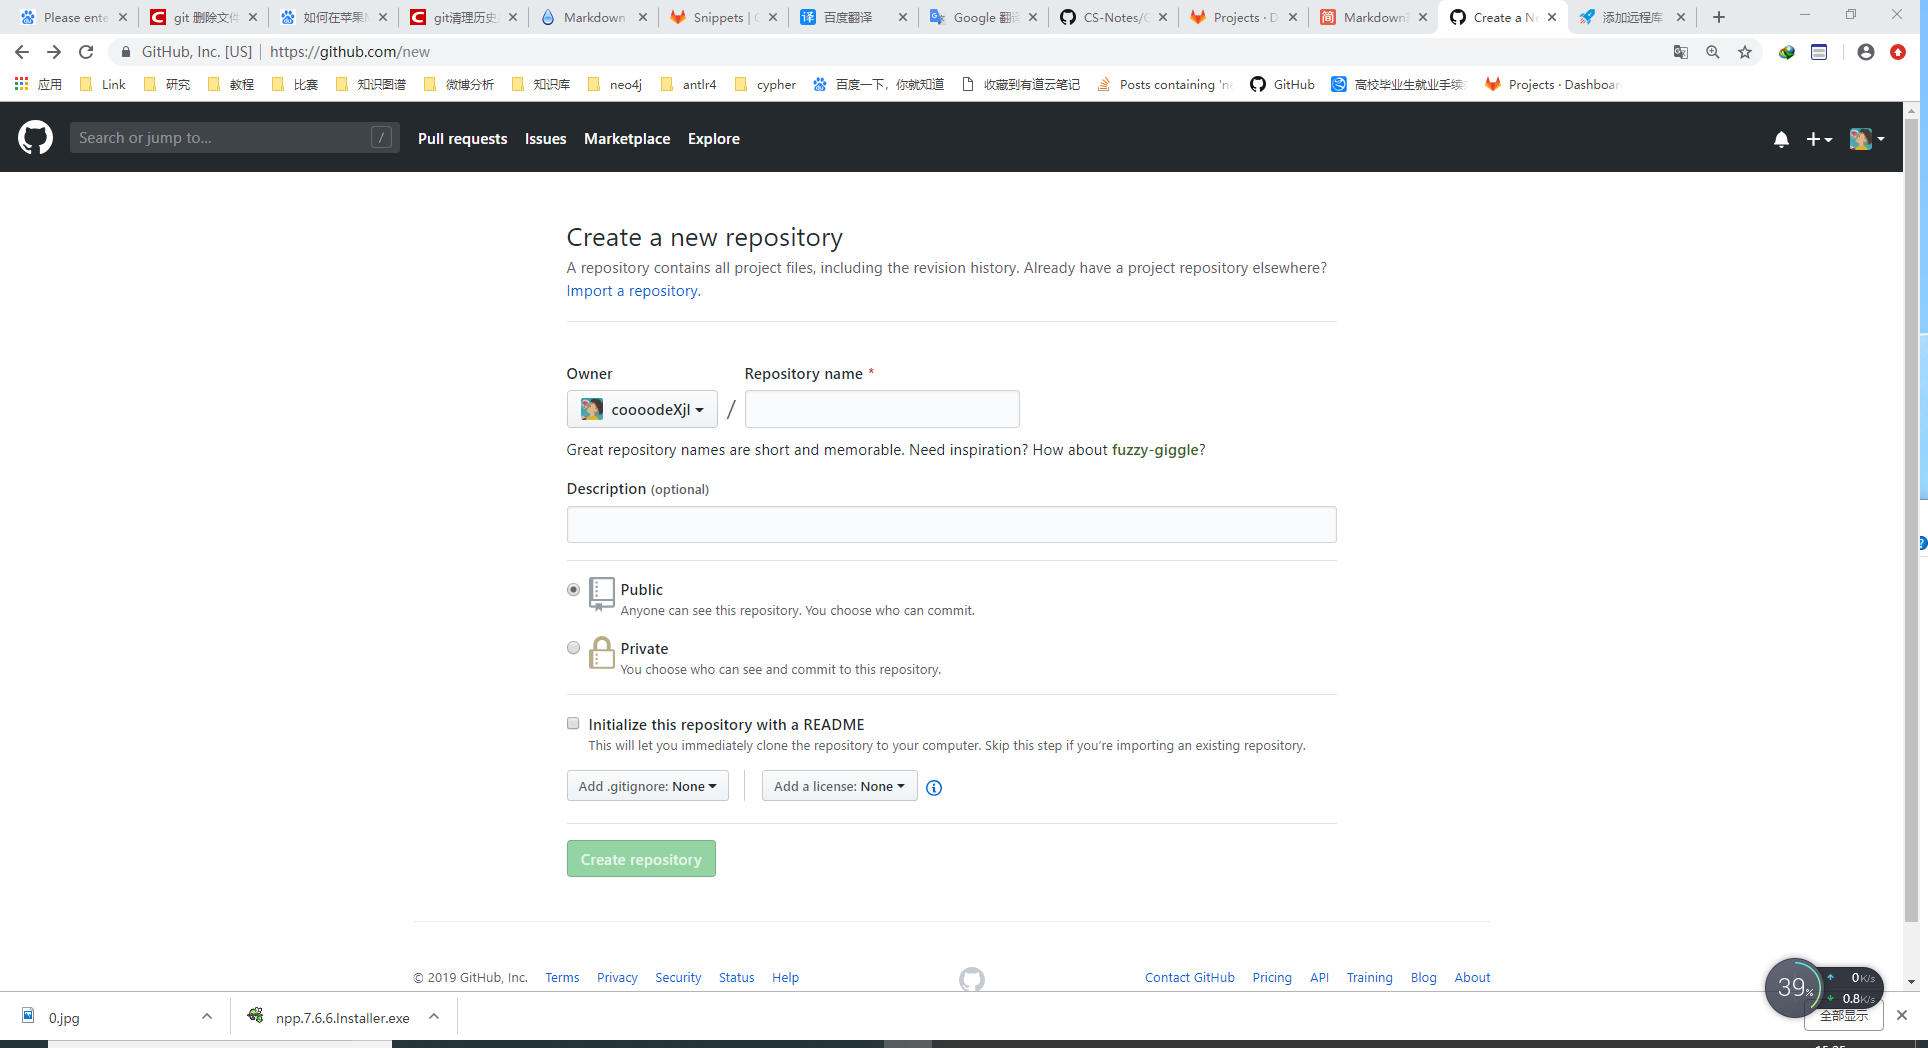 Please ente
git 删除文件
如何在苹果
git清理历史
Markdown
Snippets |
百度翻译
Google 翻译
CS-Notes/G
Projects · D
Markdown
Create a Ne
添加远程库
GitHub, Inc. [US] | https://github.com/new
应用 Link 研究 教程 比赛 知识图谱 微博分析 知识库 neo4j antlr4 cypher 百度一下，你就知道 收藏到有道云笔记 Posts containing 'ne GitHub 高校毕业生就业手续 Projects · Dashboar
Search or jump to... / Pull requests Issues Marketplace Explore
Create a new repository
A repository contains all project files, including the revision history. Already have a project repository elsewhere?
Import a repository.
Owner Repository name *
coooodeXjl /
Great repository names are short and memorable. Need inspiration? How about fuzzy-giggle?
Description (optional)
Public
Anyone can see this repository. You choose who can commit.
Private
You choose who can see and commit to this repository.
Initialize this repository with a README
This will let you immediately clone the repository to your computer. Skip this step if you’re importing an existing repository.
Add .gitignore: None Add a license: None
Create repository
© 2019 GitHub, Inc. Terms Privacy Security Status Help Contact GitHub Pricing API Training Blog About
39% 0K/s
0.8K/s
0.jpg npp.7.6.6.Installer.exe 全部显示